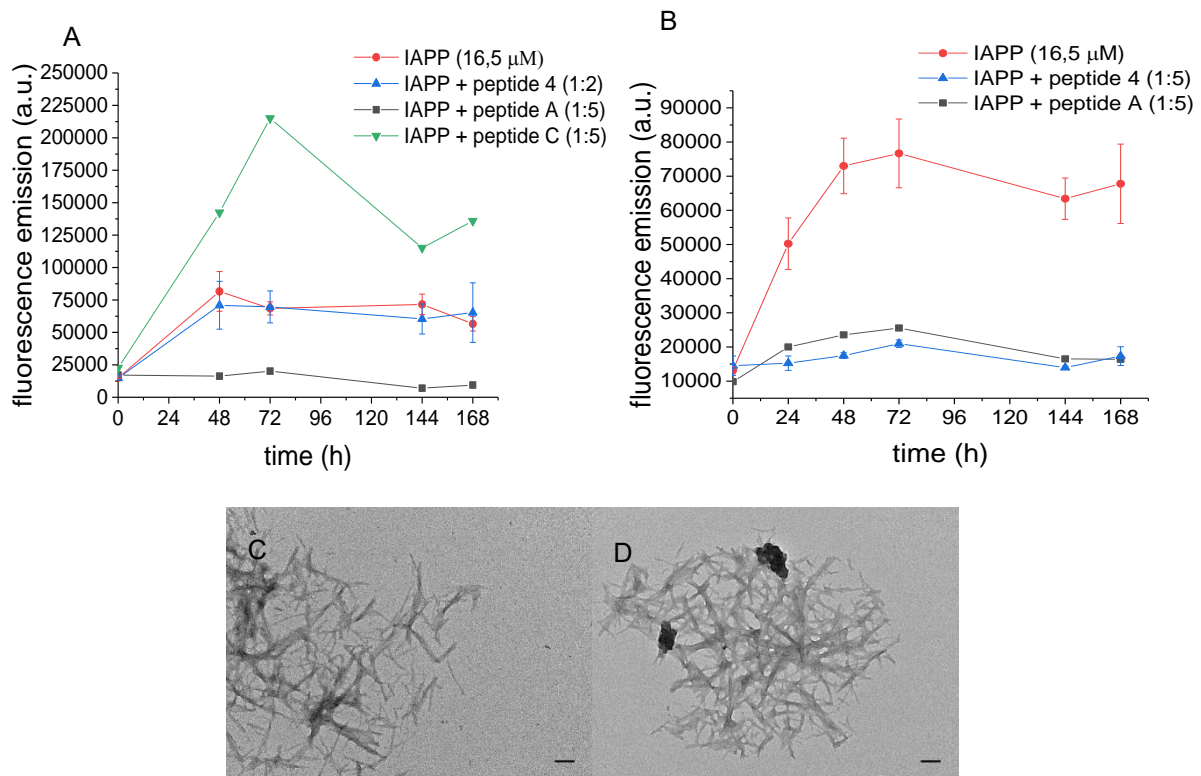 A
IAPP (16,5 μM)
IAPP + peptide 4 (1:2)
IAPP + peptide A (1:5)
IAPP + peptide C (1:5)
fluorescence emission (a.u.)
250000
225000
200000
175000
150000
125000
100000
75000
50000
25000
0
0 24 48 72 96 120 144 168
time (h)
B
IAPP (16,5 μM)
IAPP + peptide 4 (1:5)
IAPP + peptide A (1:5)
fluorescence emission (a.u.)
90000
80000
70000
60000
50000
40000
30000
20000
10000
0 24 48 72 96 120 144 168
time (h)
C
D